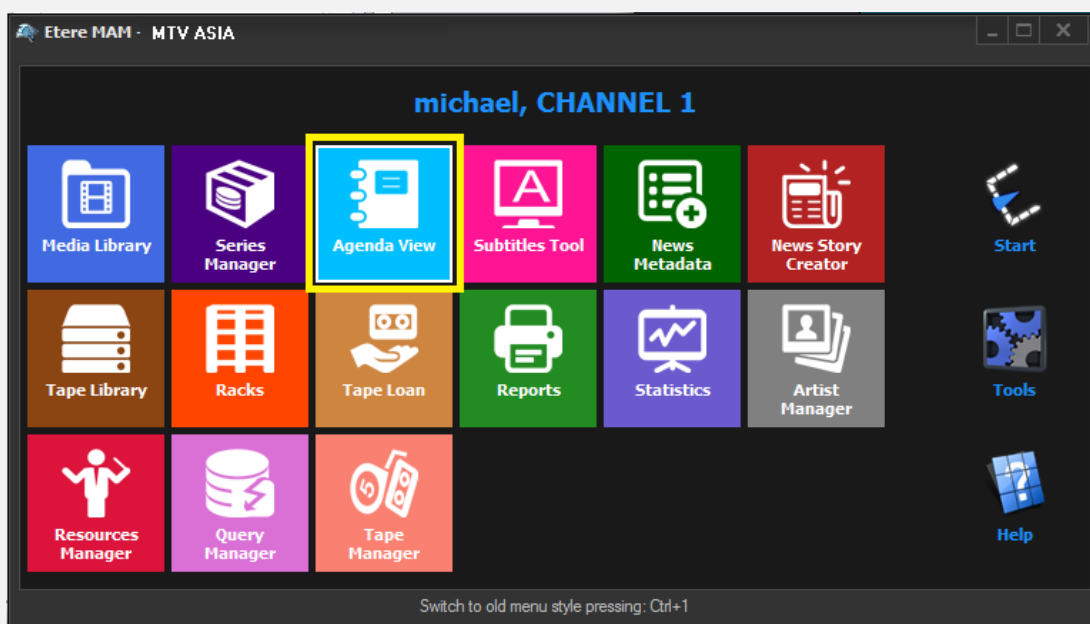 Etere MAM - MTV ASIA
michael, CHANNEL 1
Media Library
Series
Manager
Agenda View
A
Subtitles Tool
News
Metadata
News Story
Creator
Start
Tape Library
Racks
Tape Loan
Reports
Statistics
Artist
Manager
Tools
Resources
Manager
Query
Manager
5
Tape
Manager
?
Help
Switch to old menu style pressing: Ctrl+1